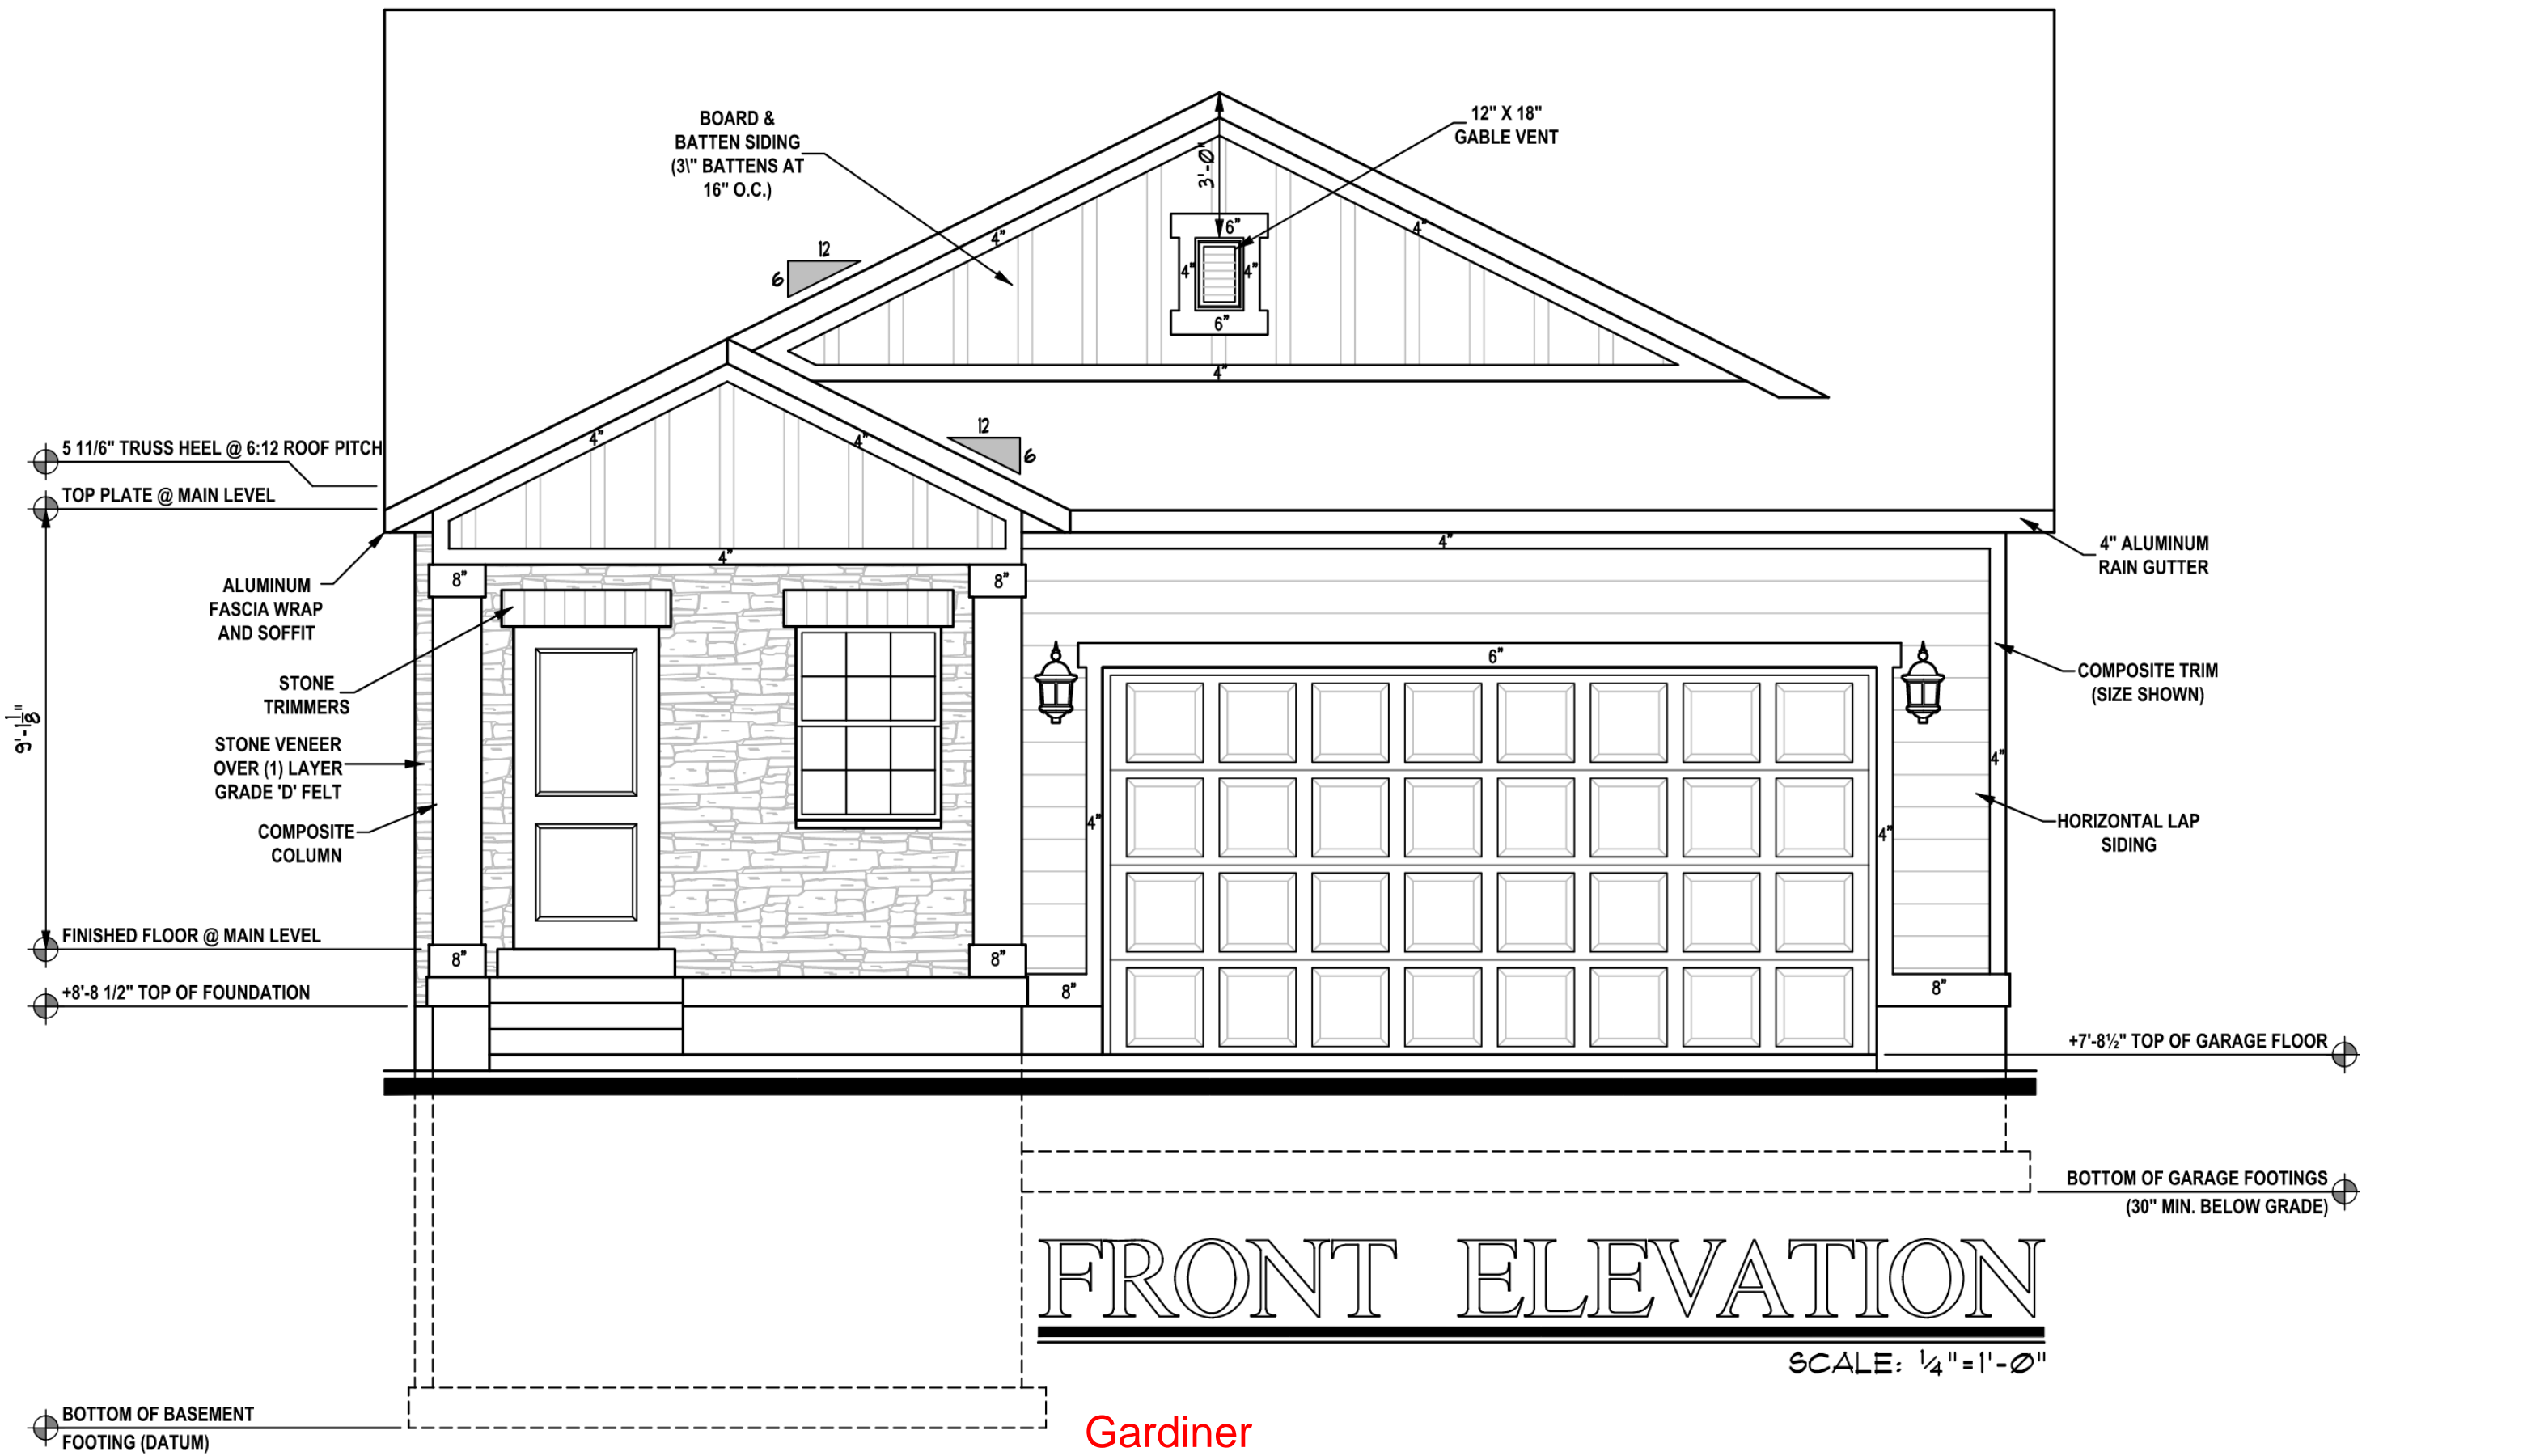 BOARD &
BATTEN SIDING
(3\" BATTENS AT
16" O.C.)
12" X 18"
GABLE VENT
3'-0"
12
6
4"
4"
6"
4"
4"
6"
4"
12
6
4"
4"
4"
5 11/6" TRUSS HEEL @ 6:12 ROOF PITCH
TOP PLATE @ MAIN LEVEL
ALUMINUM
FASCIA WRAP
AND SOFFIT
STONE
TRIMMERS
STONE VENEER
OVER (1) LAYER
GRADE 'D' FELT
COMPOSITE
COLUMN
9'-1 1/8"
FINISHED FLOOR @ MAIN LEVEL
+8'-8 1/2" TOP OF FOUNDATION
8"
8"
8"
8"
4"
6"
4"
4"
4"
8"
8"
4" ALUMINUM
RAIN GUTTER
COMPOSITE TRIM
(SIZE SHOWN)
HORIZONTAL LAP
SIDING
+7'-8½" TOP OF GARAGE FLOOR
BOTTOM OF GARAGE FOOTINGS
(30" MIN. BELOW GRADE)
FRONT ELEVATION
SCALE: ¼"=1'-0"
BOTTOM OF BASEMENT
FOOTING (DATUM)
Gardiner